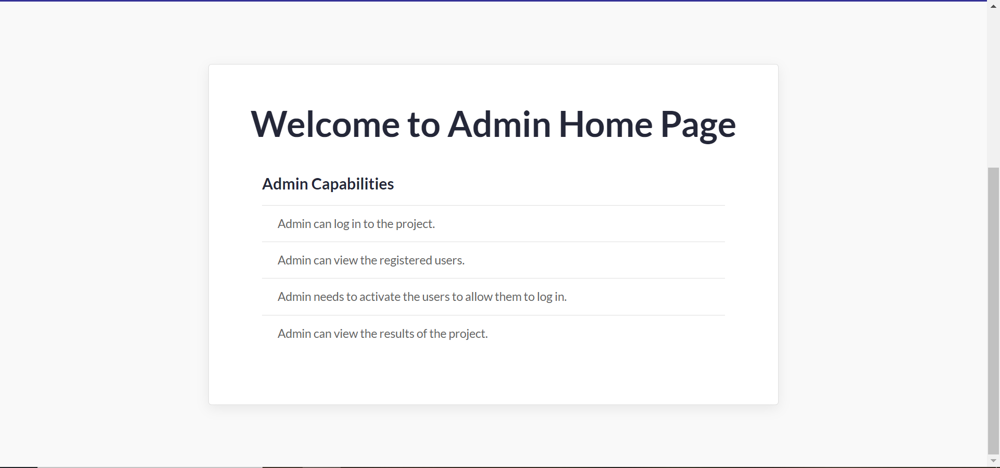 Welcome to Admin Home Page
Admin Capabilities
Admin can log in to the project.
Admin can view the registered users.
Admin needs to activate the users to allow them to log in.
Admin can view the results of the project.